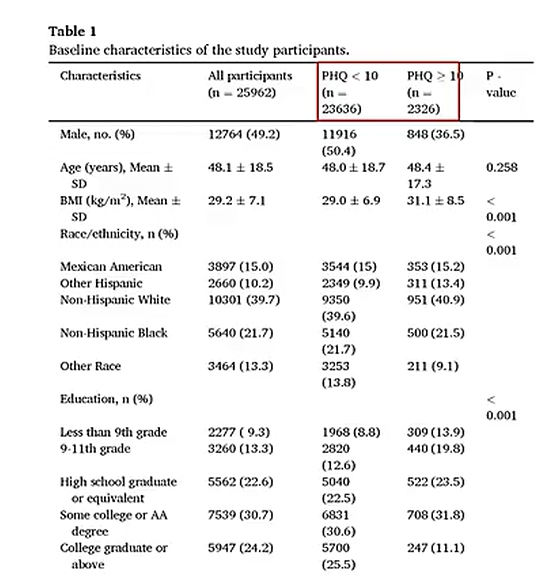 Table 1
Baseline characteristics of the study participants.
Characteristics All participants PHQ < 10 PHQ ≥ 10 P -
(n = 25962) (n = (n = value
23636) 2326)
Male, no. (%) 12764 (49.2) 11916 848 (36.5)
(50.4)
Age (years), Mean ± 48.1 ± 18.5 48.0 ± 18.7 48.4 ± 0.258
SD 17.3
BMI (kg/m²), Mean ± 29.2 ± 7.1 29.0 ± 6.9 31.1 ± 8.5 <
SD 0.001
Race/ethnicity, n (%) <
0.001
Mexican American 3897 (15.0) 3544 (15) 353 (15.2)
Other Hispanic 2660 (10.2) 2349 (9.9) 311 (13.4)
Non-Hispanic White 10301 (39.7) 9350 951 (40.9)
(39.6)
Non-Hispanic Black 5640 (21.7) 5140 500 (21.5)
(21.7)
Other Race 3464 (13.3) 3253 211 (9.1)
(13.8)
Education, n (%) <
0.001
Less than 9th grade 2277 ( 9.3) 1968 (8.8) 309 (13.9)
9-11th grade 3260 (13.3) 2820 440 (19.8)
(12.6)
High school graduate 5562 (22.6) 5040 522 (23.5)
or equivalent (22.5)
Some college or AA 7539 (30.7) 6831 708 (31.8)
degree (30.6)
College graduate or 5947 (24.2) 5700 247 (11.1)
above (25.5)